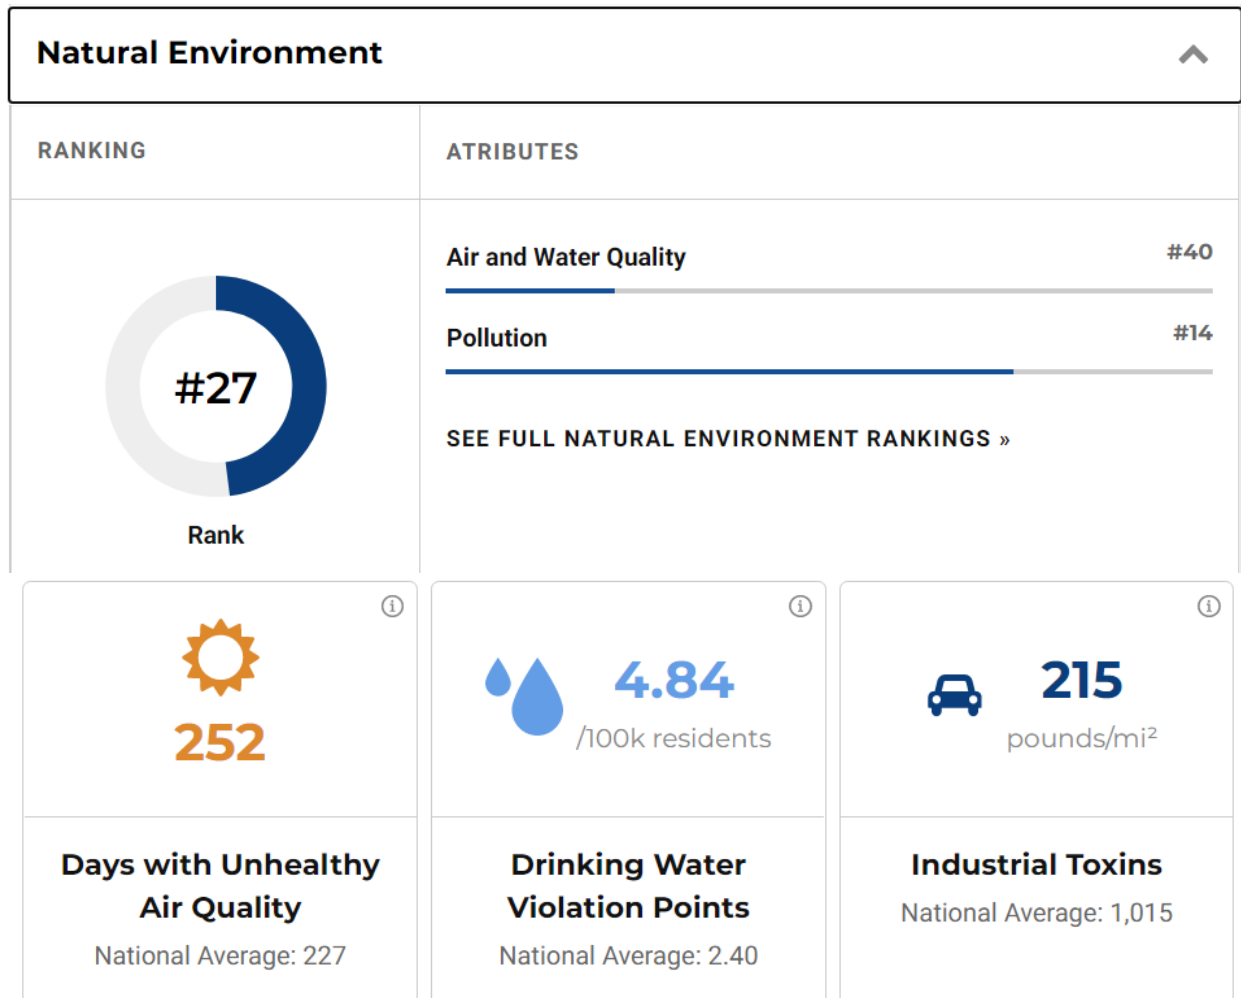 Natural Environment
RANKING
ATRIBUTES
#27
Rank
Air and Water Quality
#40
Pollution
#14
SEE FULL NATURAL ENVIRONMENT RANKINGS »
252
Days with Unhealthy
Air Quality
National Average: 227
4.84
/100k residents
Drinking Water
Violation Points
National Average: 2.40
215
pounds/mi²
Industrial Toxins
National Average: 1,015